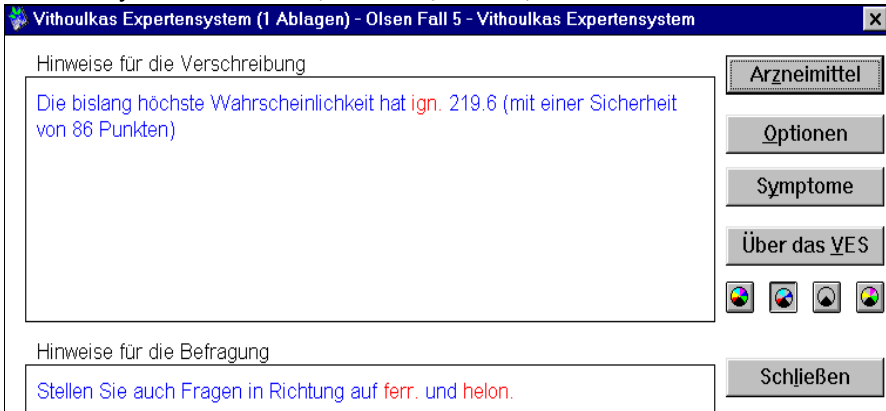 Vithoulkas Expertensystem (1 Ablagen) - Olsen Fall 5 - Vithoulkas Expertensystem
Hinweise für die Verschreibung
Die bislang höchste Wahrscheinlichkeit hat ign. 219.6 (mit einer Sicherheit
von 86 Punkten)
Arzneimittel
Optionen
Symptome
Über das VES
Hinweise für die Befragung
Stellen Sie auch Fragen in Richtung auf ferr. und helon.
Schließen